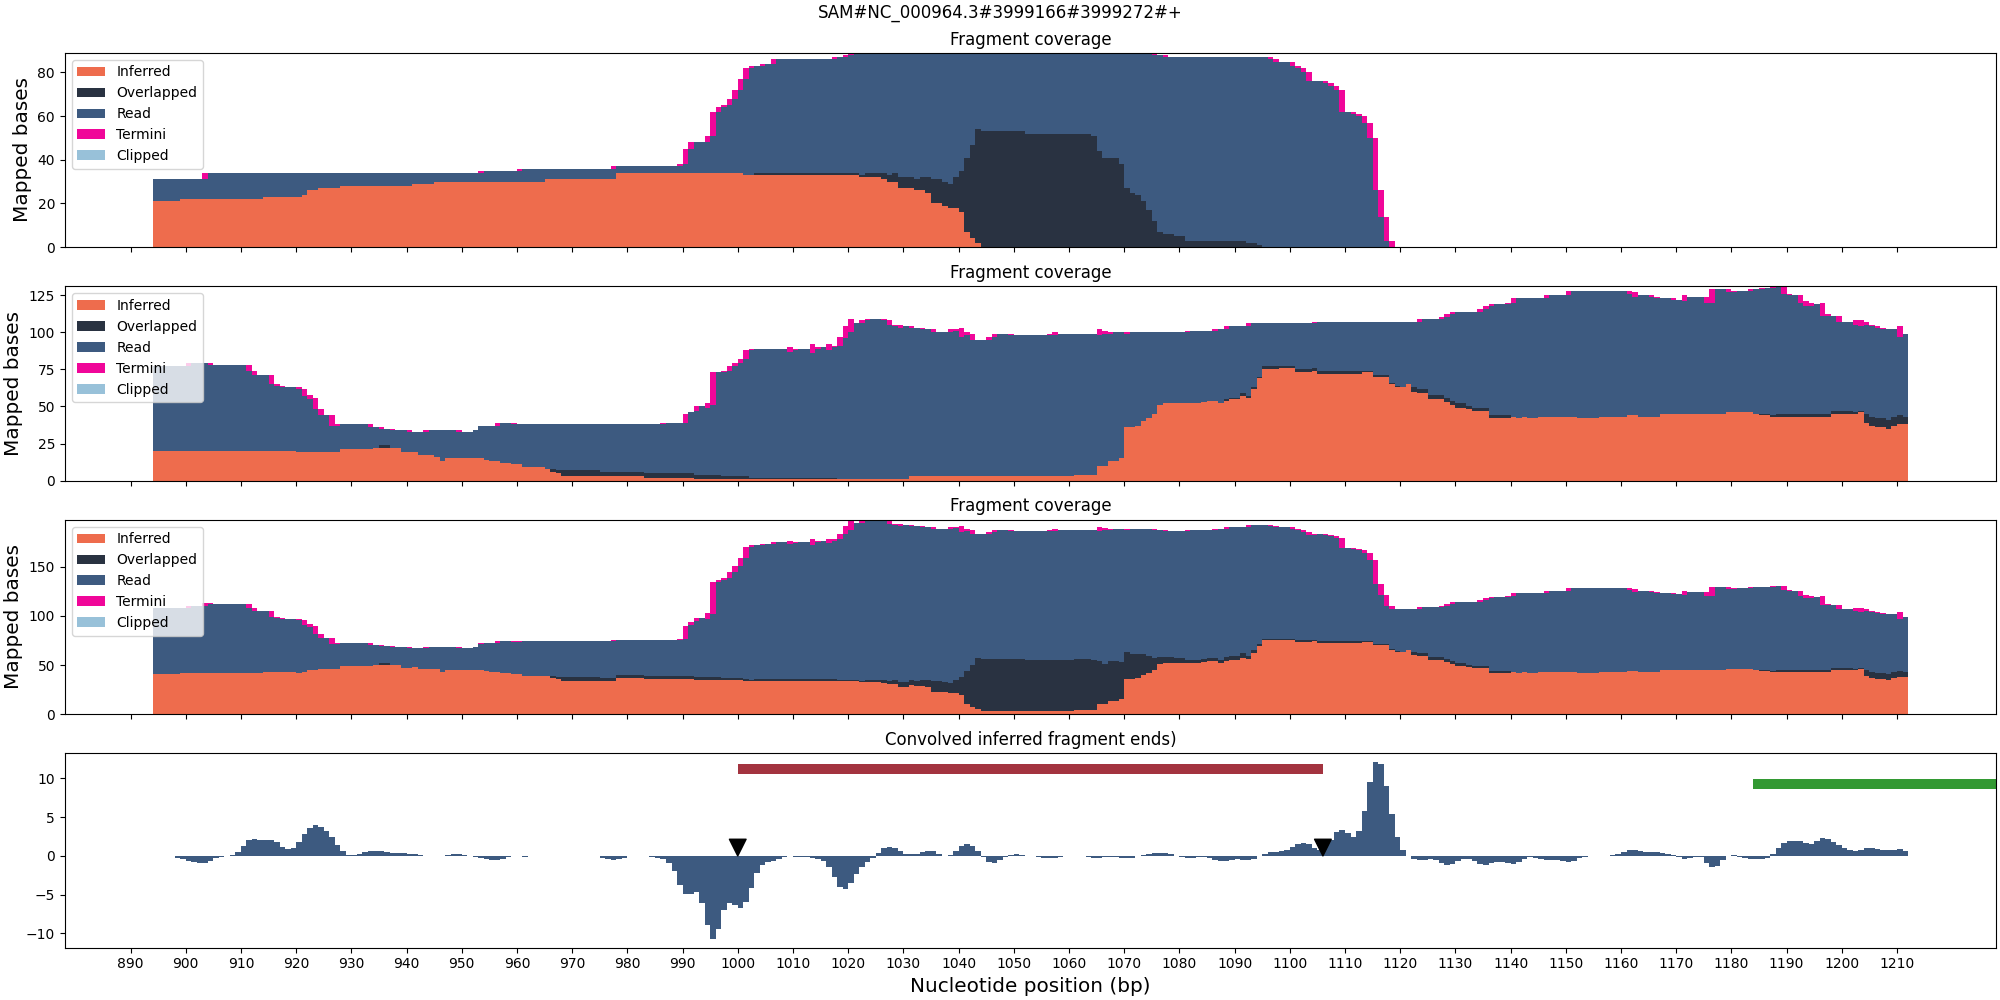 SAM#NC_000964.3#3999166#3999272#+
Fragment coverage
Mapped bases
80
60
40
20
0
Inferred
Overlapped
Read
Termini
Clipped
Fragment coverage
Mapped bases
125
100
75
50
25
0
Inferred
Overlapped
Read
Termini
Clipped
Fragment coverage
Mapped bases
150
100
50
0
Inferred
Overlapped
Read
Termini
Clipped
Convolved inferred fragment ends)
10
5
0
−5
−10
890 900 910 920 930 940 950 960 970 980 990 1000 1010 1020 1030 1040 1050 1060 1070 1080 1090 1100 1110 1120 1130 1140 1150 1160 1170 1180 1190 1200 1210
Nucleotide position (bp)